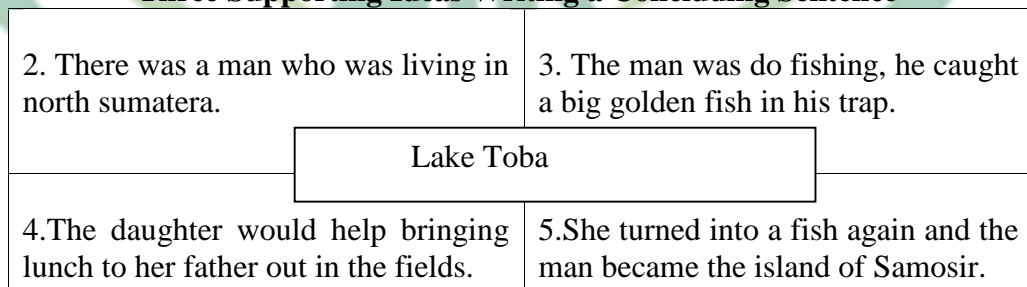 Three Supporting Ideas Writing a Concluding Sentence
2. There was a man who was living in
north sumatera.
3. The man was do fishing, he caught
a big golden fish in his trap.
Lake Toba
4.The daughter would help bringing
lunch to her father out in the fields.
5.She turned into a fish again and the
man became the island of Samosir.